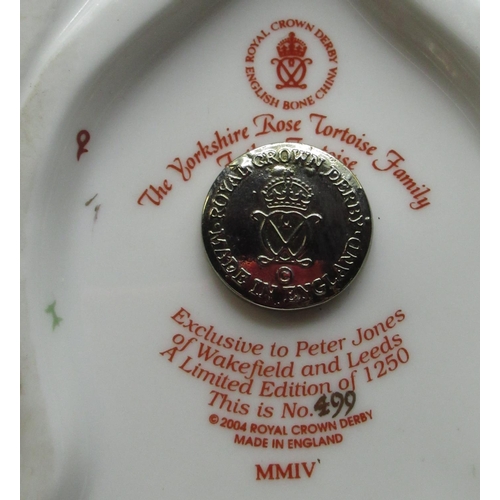 ROYAL CROWN DERBY
ENGLISH BONE CHINA
The Yorkshire Rose Tortoise Family
Tortoise
ROYAL CROWN DERBY
MADE IN ENGLAND
Exclusive to Peter Jones
of Wakefield and Leeds
A Limited Edition of 1250
This is No. 499
© 2004 ROYAL CROWN DERBY
MADE IN ENGLAND
MMIV